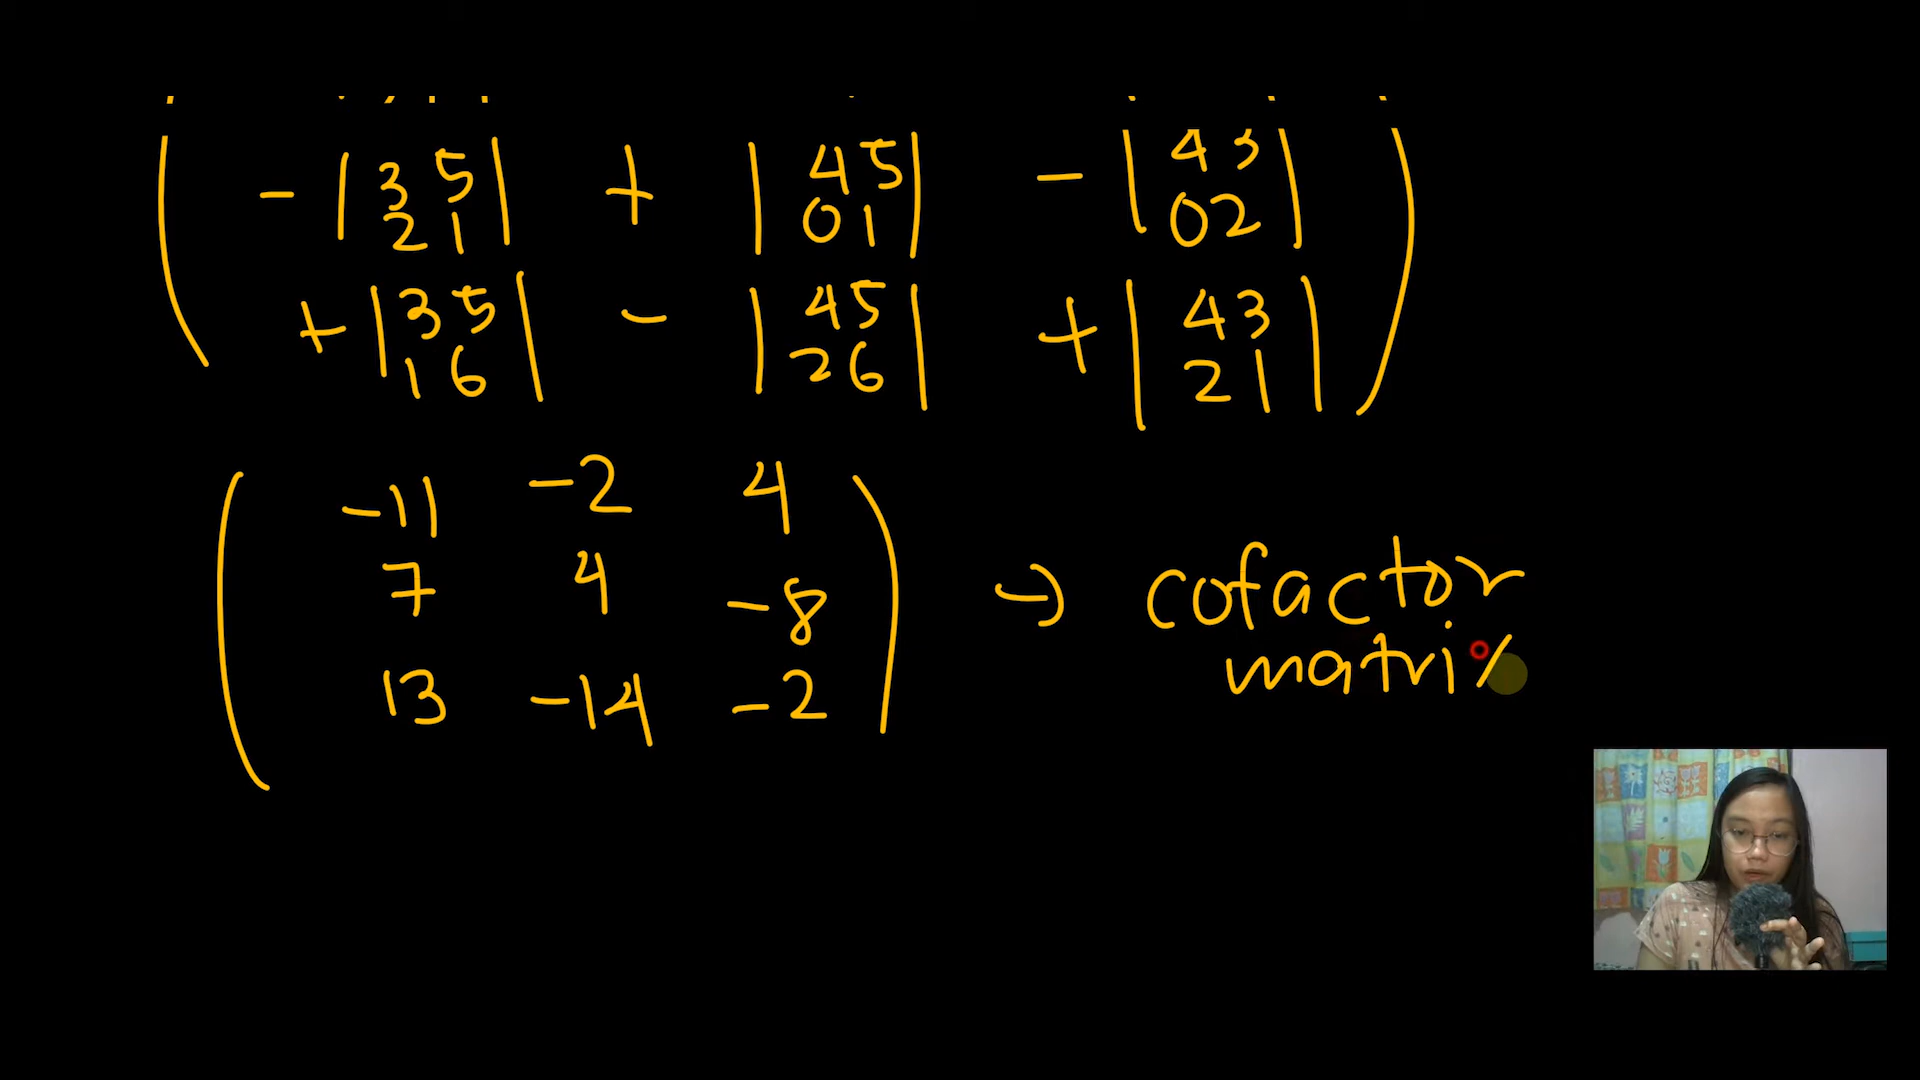 - | 3 5 | + | 4 5 | - | 4 3 |
| 2 1 | | 0 1 | | 0 2 |
+ | 3 5 | - | 4 5 | + | 4 3 |
| 1 6 | | 2 6 | | 2 1 |
-11 -2 4
7 4 -8 → cofactor
matrix
13 -14 -2